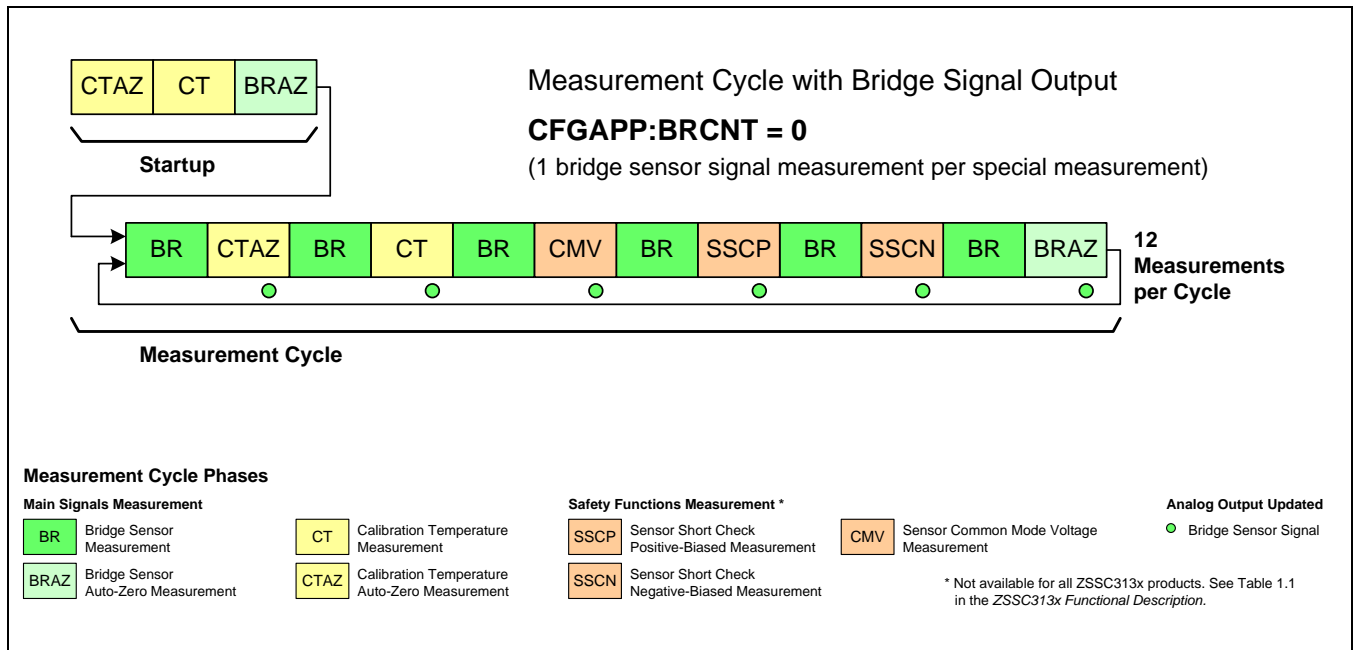 CTAZ CT BRAZ
Startup
Measurement Cycle with Bridge Signal Output
CFGAPP:BRCNT = 0
(1 bridge sensor signal measurement per special measurement)
BR CTAZ BR CT BR CMV BR SSCP BR SSCN BR BRAZ
12
Measurements
per Cycle
Measurement Cycle
Measurement Cycle Phases
Main Signals Measurement
BR
Bridge Sensor
Measurement
BRAZ
Bridge Sensor
Auto-Zero Measurement
CT
Calibration Temperature
Measurement
CTAZ
Calibration Temperature
Auto-Zero Measurement
Safety Functions Measurement *
SSCP
Sensor Short Check
Positive-Biased Measurement
SSCN
Sensor Short Check
Negative-Biased Measurement
CMV
Sensor Common Mode Voltage
Measurement
Analog Output Updated
Bridge Sensor Signal
* Not available for all ZSSC313x products. See Table 1.1
in the ZSSC313x Functional Description.